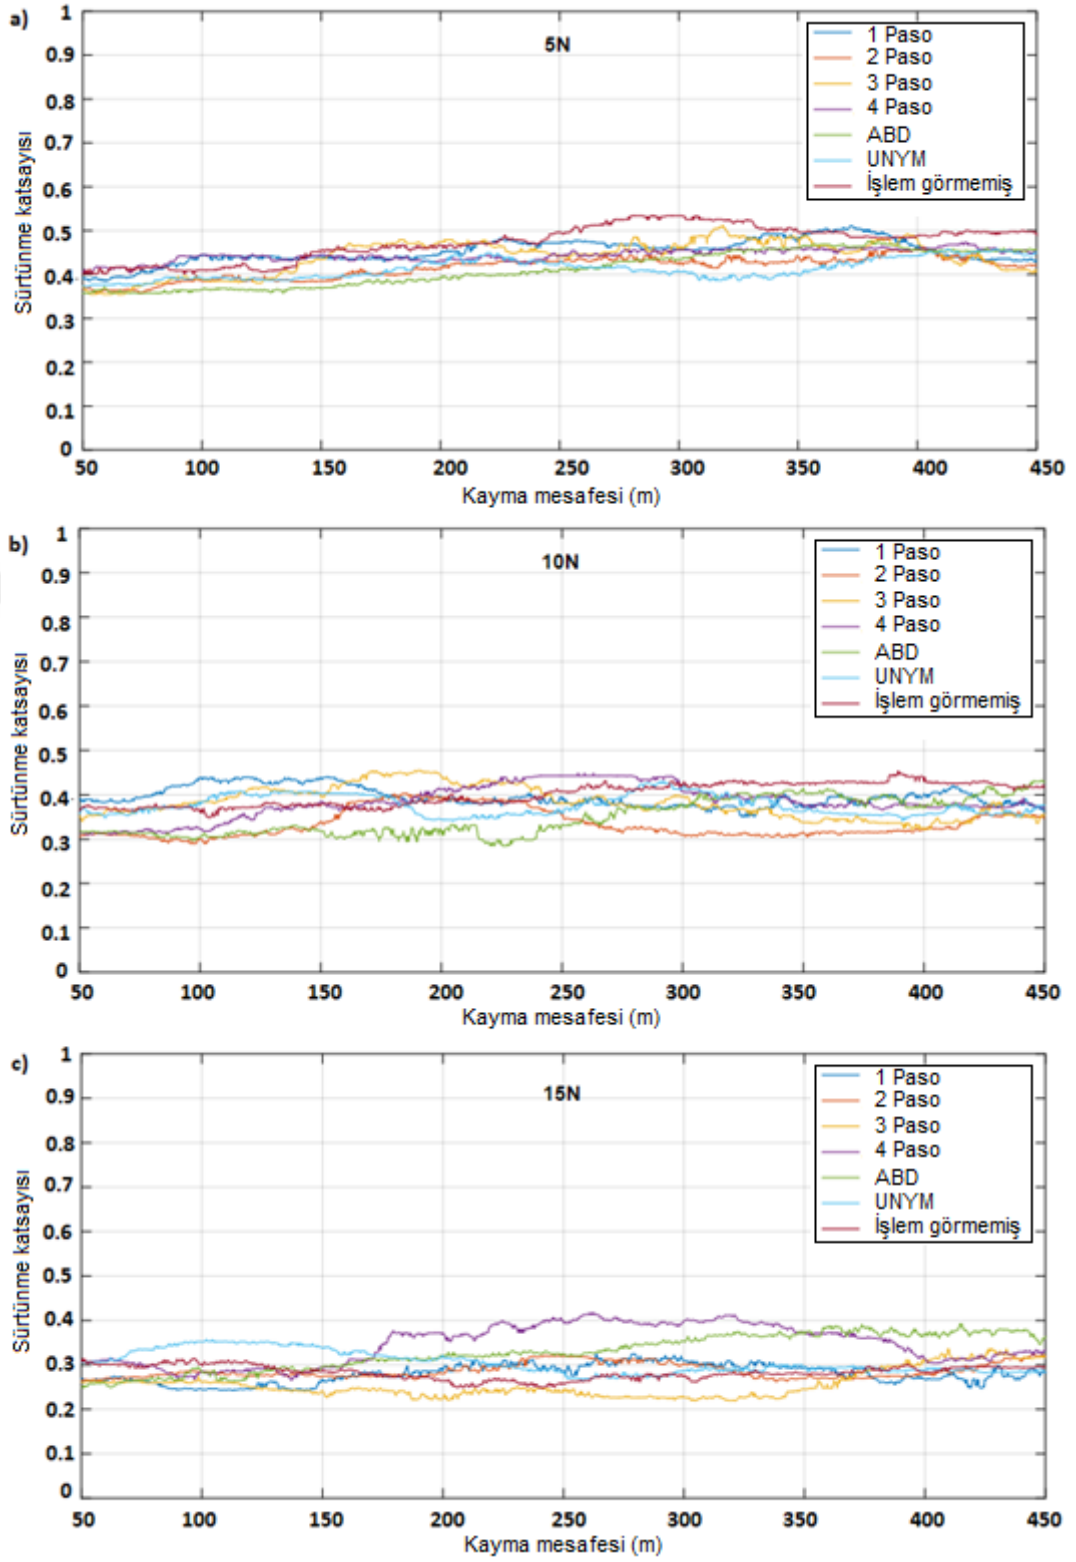 a)
5N
1 Paso
2 Paso
3 Paso
4 Paso
ABD
UNYM
İşlem görmemiş
Sürtünme katsayısı
1
0.9
0.8
0.7
0.6
0.5
0.4
0.3
0.2
0.1
0
50 100 150 200 250 300 350 400 450
Kayma mesafesi (m)
b)
10N
1 Paso
2 Paso
3 Paso
4 Paso
ABD
UNYM
İşlem görmemiş
Sürtünme katsayısı
1
0.9
0.8
0.7
0.6
0.5
0.4
0.3
0.2
0.1
0
50 100 150 200 250 300 350 400 450
Kayma mesafesi (m)
c)
15N
1 Paso
2 Paso
3 Paso
4 Paso
ABD
UNYM
İşlem görmemiş
Sürtünme katsayısı
1
0.9
0.8
0.7
0.6
0.5
0.4
0.3
0.2
0.1
0
50 100 150 200 250 300 350 400 450
Kayma mesafesi (m)